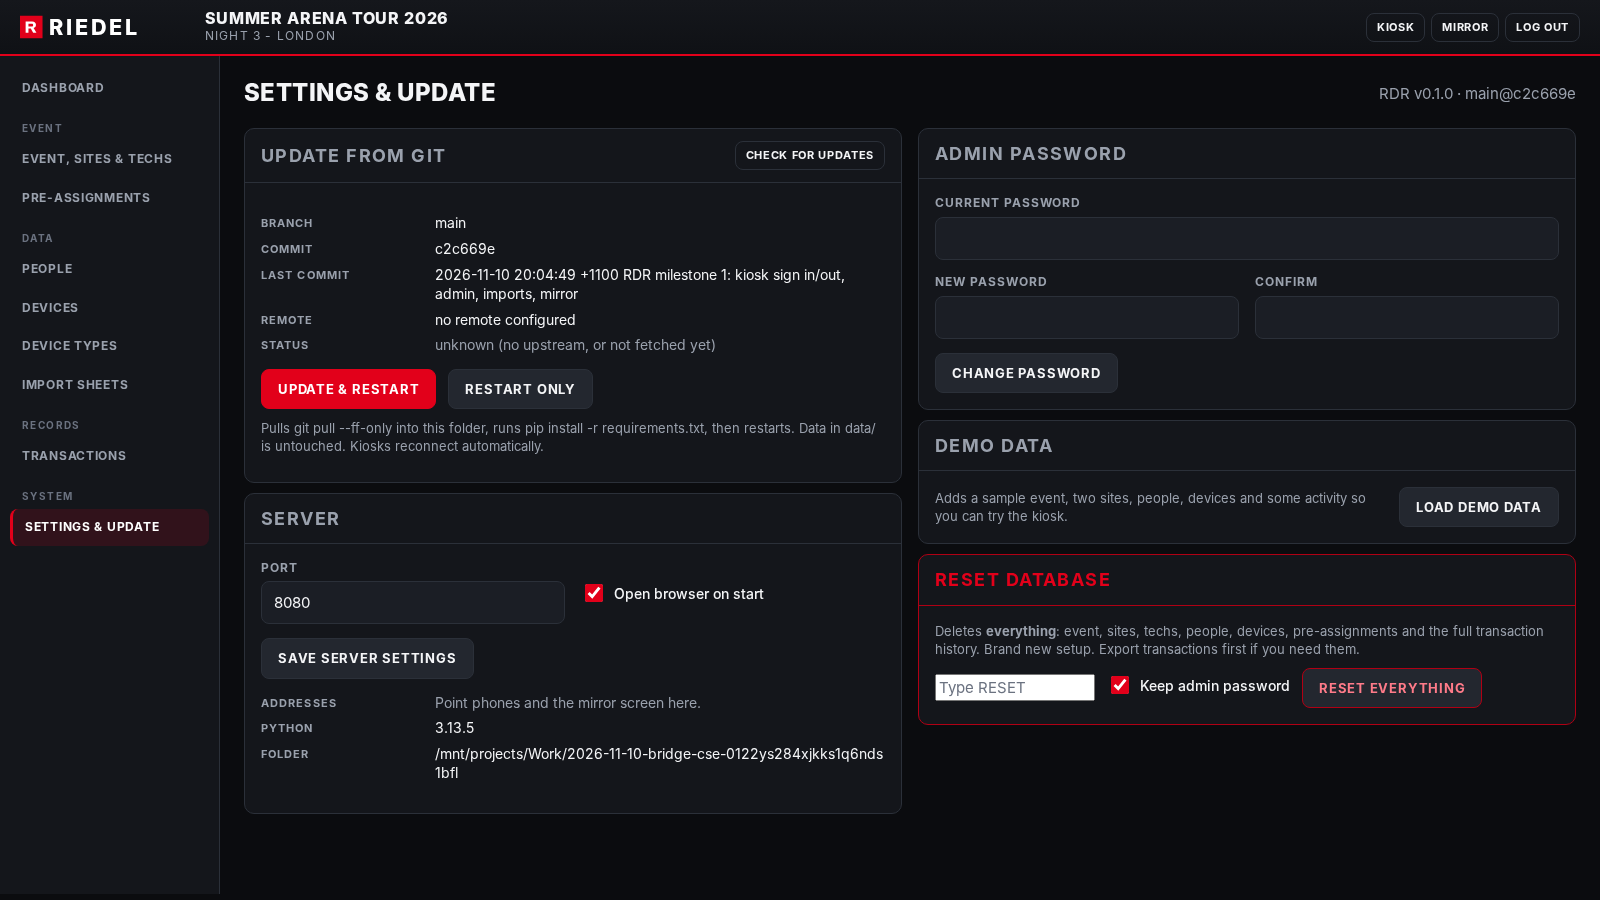 R RIEDEL
SUMMER ARENA TOUR 2026
NIGHT 3 - LONDON
KIOSK
MIRROR
LOG OUT
DASHBOARD
EVENT
EVENT, SITES & TECHS
PRE-ASSIGNMENTS
DATA
PEOPLE
DEVICES
DEVICE TYPES
IMPORT SHEETS
RECORDS
TRANSACTIONS
SYSTEM
SETTINGS & UPDATE
SETTINGS & UPDATE
RDR v0.1.0 · main@c2c669e
UPDATE FROM GIT
CHECK FOR UPDATES
BRANCH
main
COMMIT
c2c669e
LAST COMMIT
2026-11-10 20:04:49 +1100 RDR milestone 1: kiosk sign in/out,
admin, imports, mirror
REMOTE
no remote configured
STATUS
unknown (no upstream, or not fetched yet)
UPDATE & RESTART
RESTART ONLY
Pulls git pull --ff-only into this folder, runs pip install -r requirements.txt, then restarts. Data in data/
is untouched. Kiosks reconnect automatically.
SERVER
PORT
8080
Open browser on start
SAVE SERVER SETTINGS
ADDRESSES
Point phones and the mirror screen here.
PYTHON
3.13.5
FOLDER
/mnt/projects/Work/2026-11-10-bridge-cse-0122ys284xjkks1q6nds
1bfl
ADMIN PASSWORD
CURRENT PASSWORD
NEW PASSWORD
CONFIRM
CHANGE PASSWORD
DEMO DATA
Adds a sample event, two sites, people, devices and some activity so
you can try the kiosk.
LOAD DEMO DATA
RESET DATABASE
Deletes everything: event, sites, techs, people, devices, pre-assignments and the full transaction
history. Brand new setup. Export transactions first if you need them.
Type RESET
Keep admin password
RESET EVERYTHING